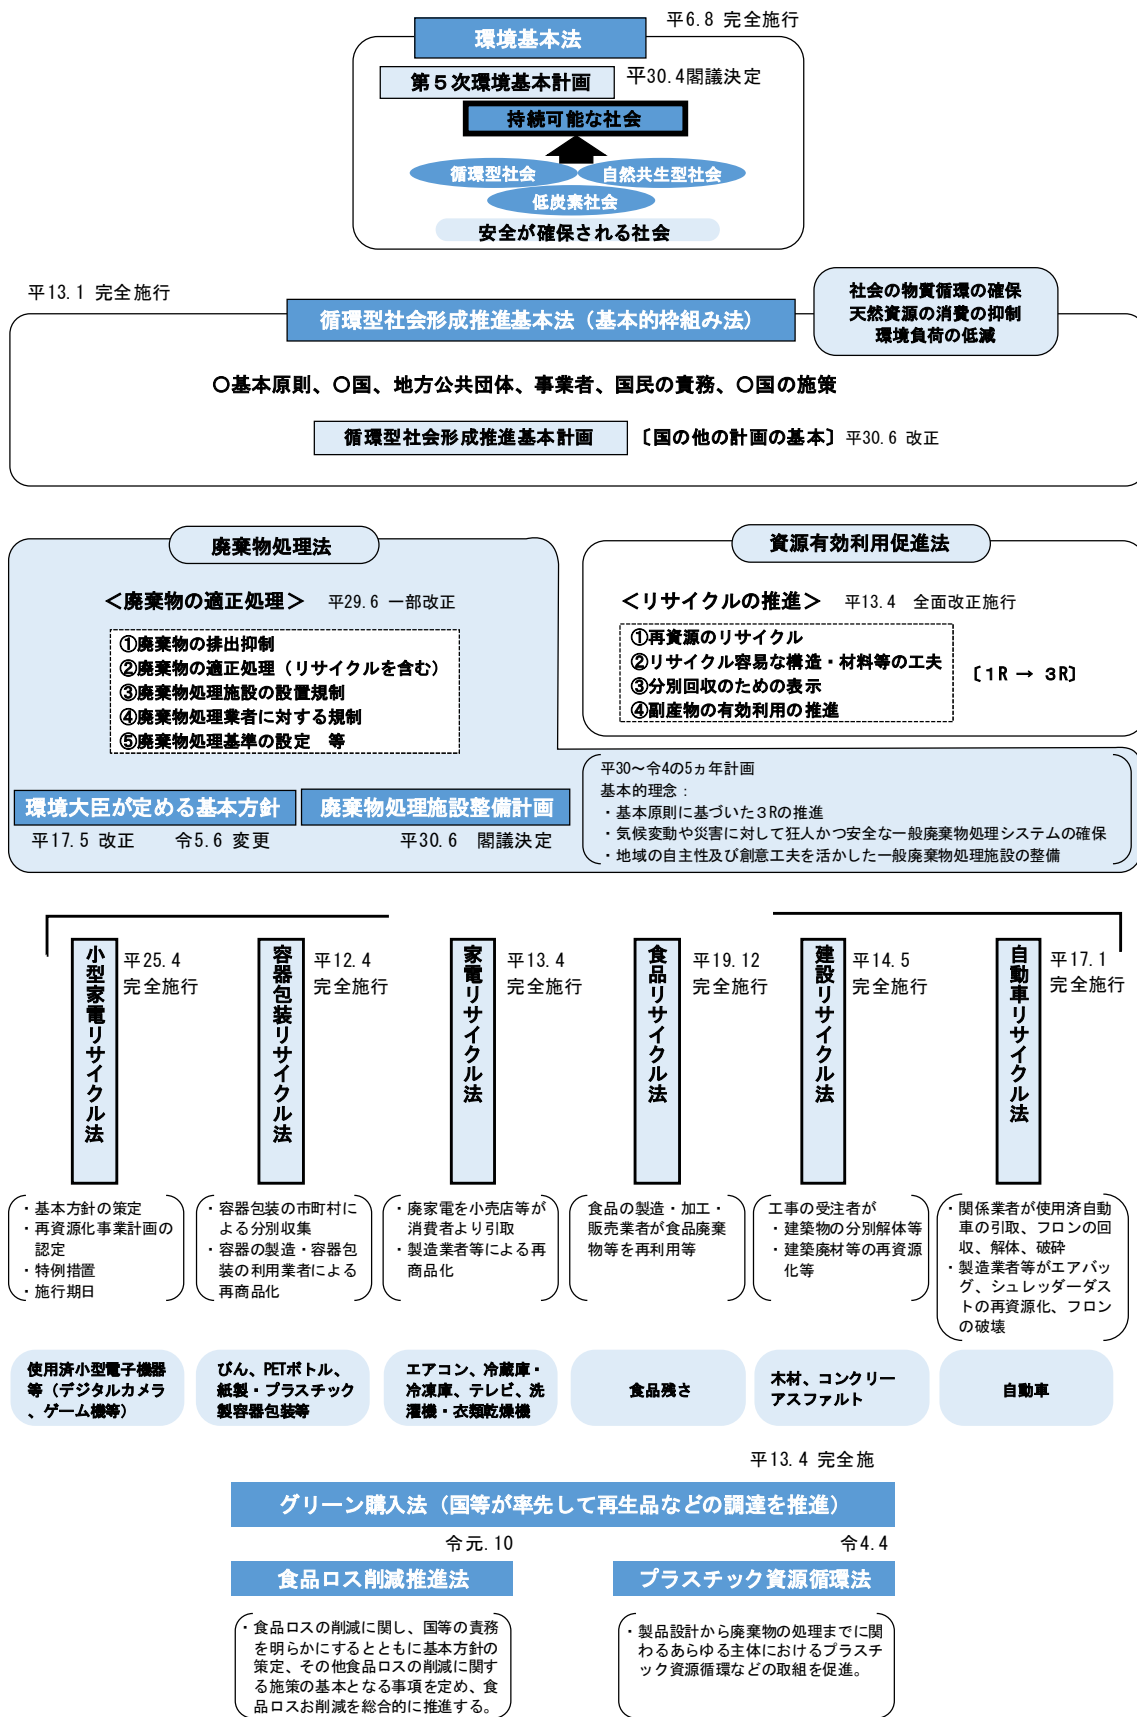 平6.8 完全施行
環境基本法
第５次環境基本計画
平30.4閣議決定
持続可能な社会
循環型社会
自然共生型社会
低炭素社会
安全が確保される社会
平13.1 完全施行
循環型社会形成推進基本法（基本的枠組み法）
社会の物質循環の確保
天然資源の消費の抑制
環境負荷の低減
〇基本原則、〇国、地方公共団体、事業者、国民の責務、〇国の施策
循環型社会形成推進基本計画
〔国の他の計画の基本〕平30.6 改正
廃棄物処理法
＜廃棄物の適正処理＞ 平29.6 一部改正
①廃棄物の排出抑制
②廃棄物の適正処理（リサイクルを含む）
③廃棄物処理施設の設置規制
④廃棄物処理業者に対する規制
⑤廃棄物処理基準の設定　等
環境大臣が定める基本方針
平17.5 改正　令5.6 変更
廃棄物処理施設整備計画
平30.6　閣議決定
資源有効利用促進法
＜リサイクルの推進＞ 平13.4　全面改正施行
①再資源のリサイクル
②リサイクル容易な構造・材料等の工夫
③分別回収のための表示
④副産物の有効利用の推進
〔１R → ３R〕
平30～令4の5ヵ年計画
基本的理念：
・基本原則に基づいた３Rの推進
・気候変動や災害に対して狂人かつ安全な一般廃棄物処理システムの確保
・地域の自主性及び創意工夫を活かした一般廃棄物処理施設の整備
小型家電リサイクル法
平25.4
完全施行
容器包装リサイクル法
平12.4
完全施行
家電リサイクル法
平13.4
完全施行
食品リサイクル法
平19.12
完全施行
建設リサイクル法
平14.5
完全施行
自動車リサイクル法
平17.1
完全施行
・基本方針の策定
・再資源化事業計画の
認定
・特例措置
・施行期日
・容器包装の市町村に
よる分別収集
・容器の製造・容器包
装の利用業者による
再商品化
・廃家電を小売店等が
消費者より引取
・製造業者等による再
商品化
食品の製造・加工・
販売業者が食品廃棄
物等を再利用等
工事の受注者が
・建築物の分別解体等
・建築廃材等の再資源
化等
・関係業者が使用済自動
車の引取、フロンの回
収、解体、破砕
・製造業者等がエアバッ
グ、シュレッダーダス
トの再資源化、フロン
の破壊
使用済小型電子機器
等（デジタルカメラ
、ゲーム機等）
びん、PETボトル、
紙製・プラスチック
製容器包装等
エアコン、冷蔵庫・
冷凍庫、テレビ、洗
濯機・衣類乾燥機
食品残さ
木材、コンクリー
アスファルト
自動車
平13.4 完全施
グリーン購入法（国等が率先して再生品などの調達を推進）
令元.10
食品ロス削減推進法
・食品ロスの削減に関し、国等の責務
を明らかにするとともに基本方針の
策定、その他食品ロスの削減に関す
る施策の基本となる事項を定め、食
品ロスお削減を総合的に推進する。
令4.4
プラスチック資源循環法
・製品設計から廃棄物の処理までに関
わるあらゆる主体におけるプラスチ
ック資源循環などの取組を促進。